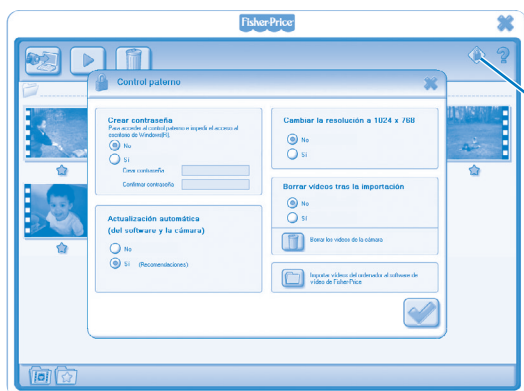 Fisher-Price
Control paterno
Crear contraseña
Para acceder al control paterno e impedir el acceso al
escritorio de Windows(H).
No
Sí
Crear contraseña
Confirmar contraseña
Actualización automática
(del software y la cámara)
No
Sí (Recomendaciones)
Cambiar la resolución a 1024 x 768
No
Sí
Borrar vídeos tras la importación
No
Sí
Borrar los videos de la cámara
Importar vídeos del ordenador al software de
vídeo de Fisher-Price